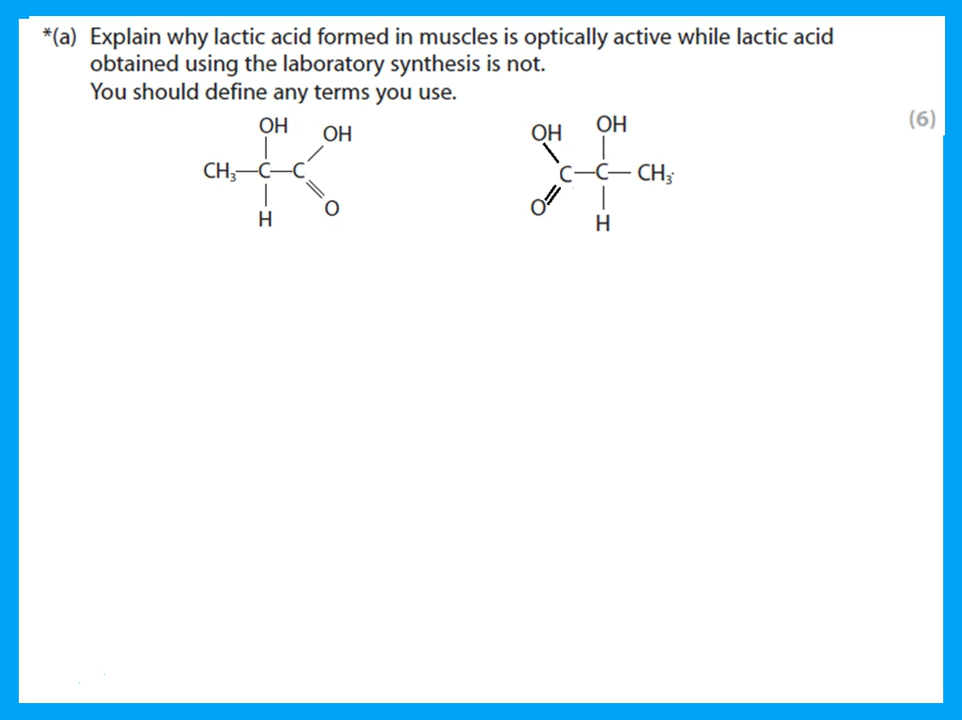 *(a) Explain why lactic acid formed in muscles is optically active while lactic acid
obtained using the laboratory synthesis is not.
You should define any terms you use.
(6)
OH OH
CH₃—C—C
H O
OH OH
C—C—CH₃
O H